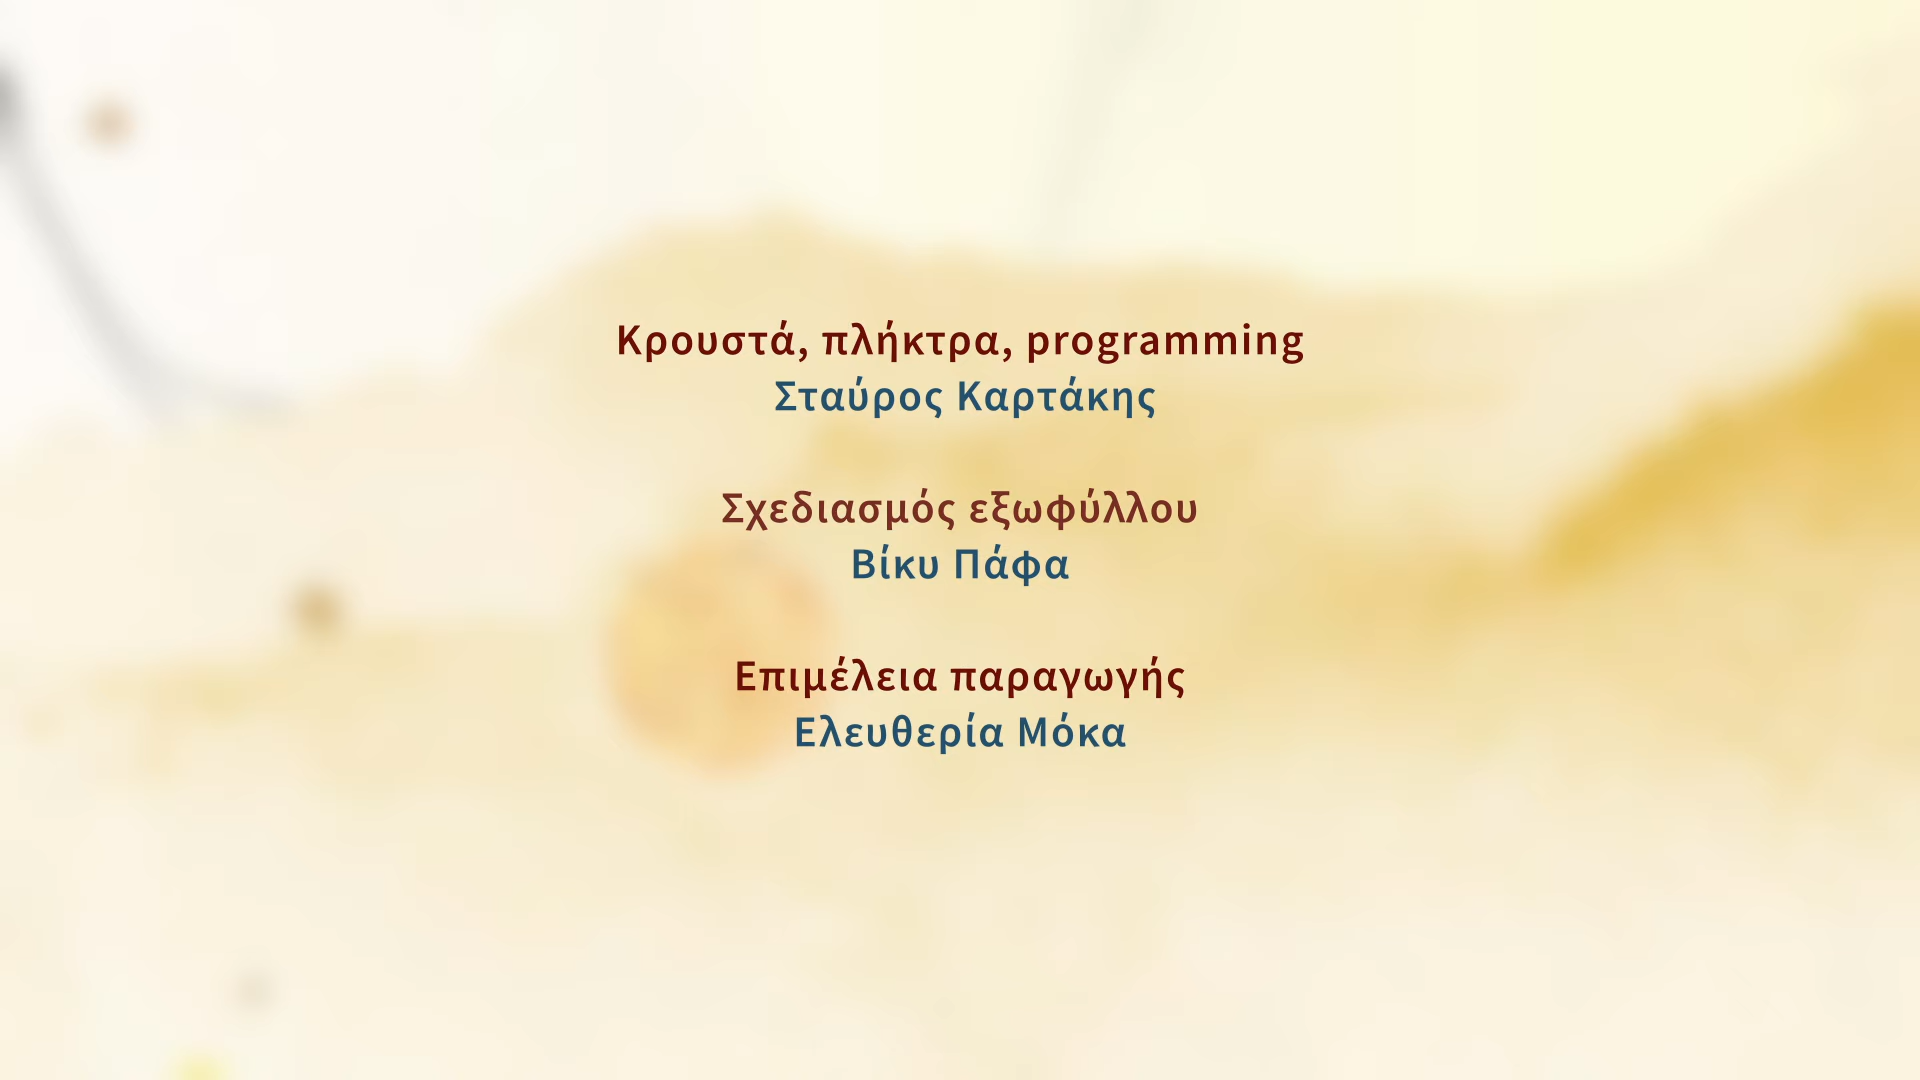 Κρουστά, πλήκτρα, programming
Σταύρος Καρτάκης
Σχεδιασμός εξωφύλλου
Βίκυ Πάφα
Επιμέλεια παραγωγής
Ελευθερία Μόκα